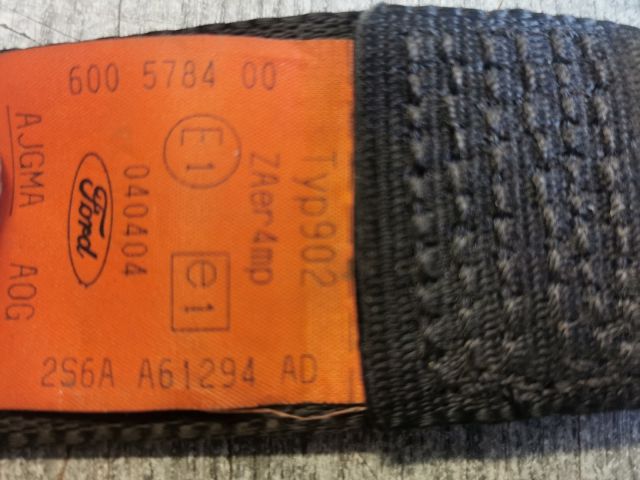 600 5784 00
AJGMA AOG
Ford
040404
E1
e1
ZAer4mp
Typ902
2S6A A61294 AD